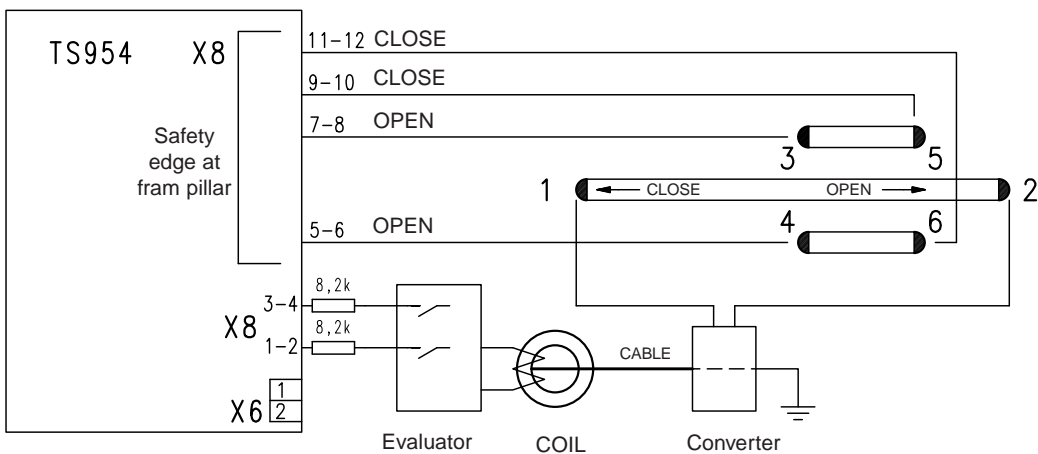 TS954 X8
11-12 CLOSE
9-10 CLOSE
7-8 OPEN
Safety
edge at
fram pillar
3 5
1 CLOSE OPEN 2
4 6
5-6 OPEN
8,2k
3-4
X8
8,2k
1-2
CABLE
1
X6 2
Evaluator COIL Converter